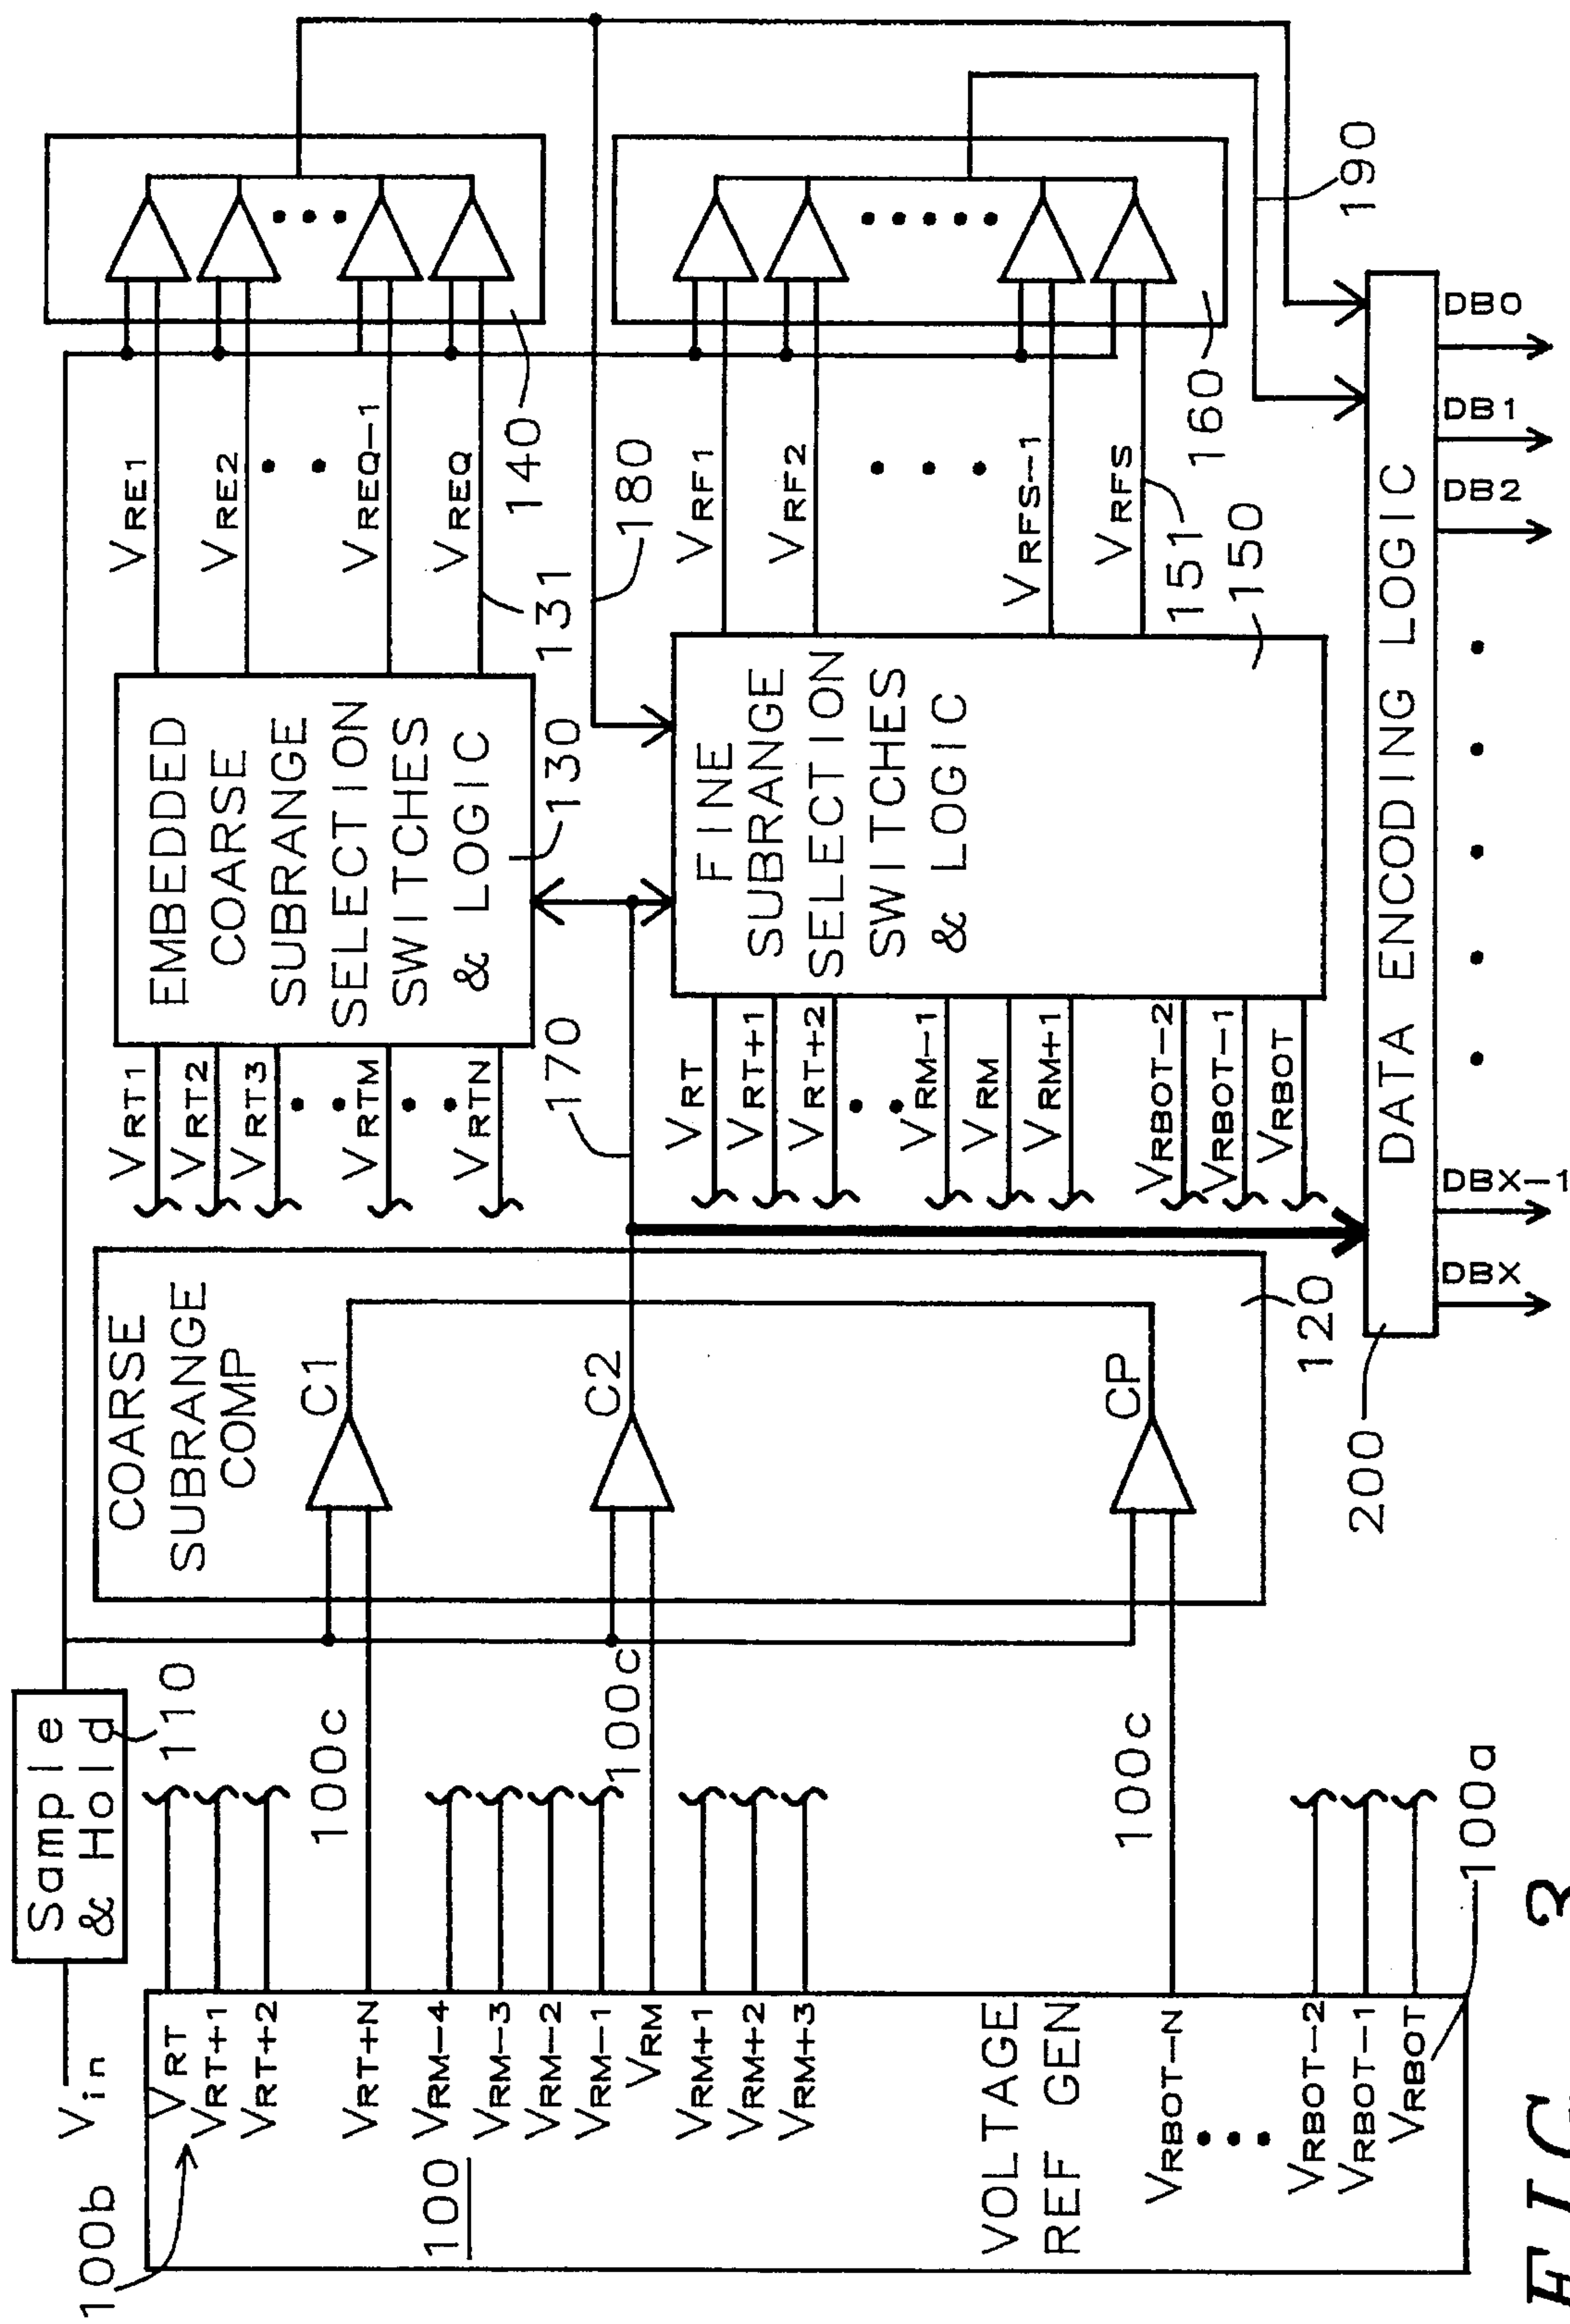 Vin
Sample
& Hold
110
100b
VRT
VRT+1
VRT+2
VRT+N
VRM-4
VRM-3
VRM-2
VRM-1
VRM
VRM+1
VRM+2
VRM+3
100
VOLTAGE
REF GEN
VRBOT-N
VRBOT-2
VRBOT-1
VRBOT
100a
100c
100c
100c
COARSE
SUBRANGE
COMP
C1
C2
CP
120
170
VRT1
VRT2
VRT3
VRTM
VRTN
EMBEDDED
COARSE
SUBRANGE
SELECTION
SWITCHES
& LOGIC
130
131
VRE1
VRE2
VREQ-1
VREQ
140
180
VRT
VRT+1
VRT+2
VRM-1
VRM
VRM+1
VRBOT-2
VRBOT-1
VRBOT
FINE
SUBRANGE
SELECTION
SWITCHES
& LOGIC
150
151
VRF1
VRF2
VRFS-1
VRFS
160
190
200
DATA ENCODING LOGIC
DBX
DBX-1
DB2
DB1
DB0
FIG. 3